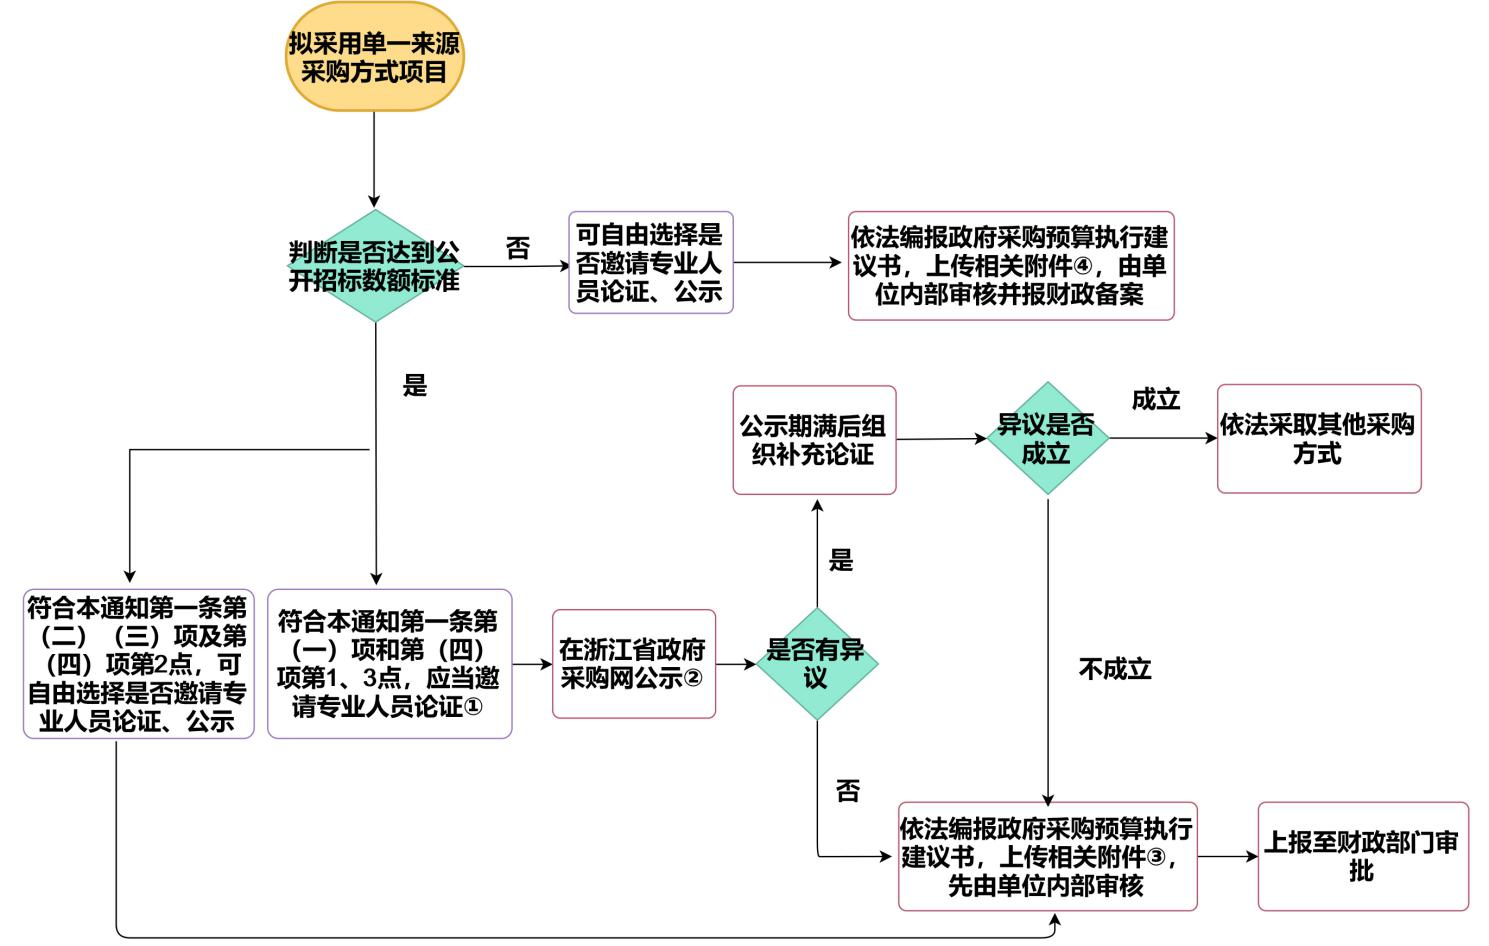 拟采用单一来源
采购方式项目
判断是否达到公
开招标数额标准
否
可自由选择是
否邀请专业人
员论证、公示
依法编报政府采购预算执行建
议书，上传相关附件④，由单
位内部审核并报财政备案
是
公示期满后组
织补充论证
异议是否
成立
成立
依法采取其他采购
方式
是
不成立
符合本通知第一条第
（二）（三）项及第
（四）项第2点，可
自由选择是否邀请专
业人员论证、公示
符合本通知第一条第
（一）项和第（四）
项第1、3点，应当邀
请专业人员论证①
在浙江省政府
采购网公示②
是否有异
议
否
依法编报政府采购预算执行
建议书，上传相关附件③，
先由单位内部审核
上报至财政部门审
批